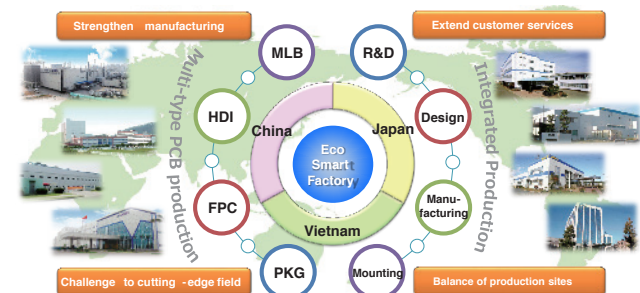 Strengthen manufacturing
Extend customer services
MLB
R&D
HDI
Design
Multi-type PCB production
Integrated Production
China
Japan
Eco
Smart
Factory
FPC
Manu-
facturing
Vietnam
PKG
Mounting
Challenge to cutting -edge field
Balance of production sites